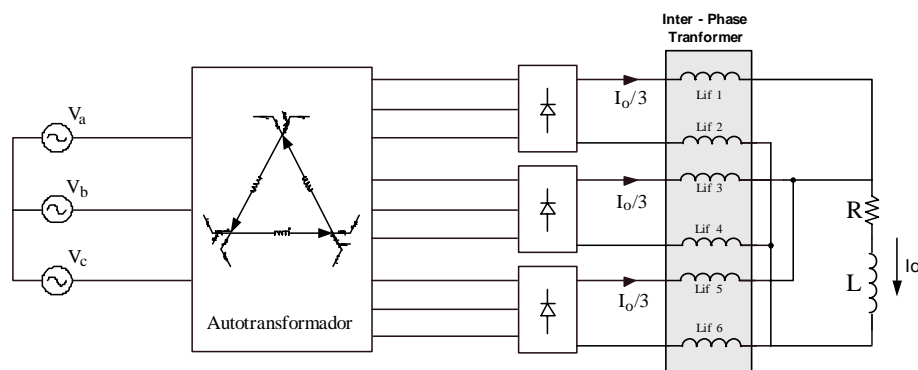 Inter - Phase
Tranformer
V_a
V_b
V_c
Autotransformador
I_o/3
Lif 1
Lif 2
I_o/3
Lif 3
Lif 4
I_o/3
Lif 5
Lif 6
R
L
Io